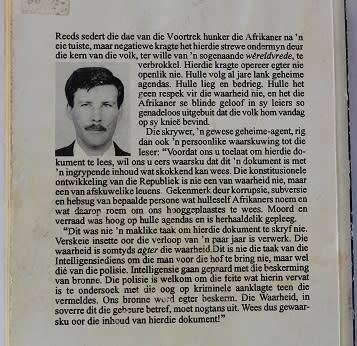 Reeds sedert die dae van die Voortrek hunker die Afrikaner na 'n
eie tuiste, maar negatiewe kragte het hierdie strewe ondermyn deur
die kern van die volk, ter wille van 'n sogenaamde wêreldvrede, te
verbrokkel. Hierdie kragte opereer egter nie
openlik nie. Hulle volg al jare lank geheime
agendas. Hulle lieg en bedrieg. Hulle het
geen respek vir die waarheid nie, en het die
Afrikaner se blinde geloof in sy leiers so
genadeloos uitgebuit dat die volk hom vandag
op sy knieë bevind.
Die skrywer, 'n gewese geheime-agent, rig
dan ook 'n persoonlike waarskuwing tot die
leser: "Voordat ons u toelaat om hierdie do-
kument te lees, wil ons u eers waarsku dat dit 'n dokument is met
'n ingrypende inhoud wat skokkend kan wees. Die konstitusionele
ontwikkeling van die Republiek is nie een van waarheid nie, maar
een van afskuwelike leuens. Gekenmerk deur korrupsie, subversie
en hebsug van bepaalde persone wat hulleself Afrikaners noem en
wat daarop roem om ons hooggeplaastes te wees. Moord en
verraad was hoog op hulle agendas en is herhaaldelik gepleeg.
"Dit was nie 'n maklike taak om hierdie dokument te skryf nie.
Verskeie insette oor die verloop van 'n paar jaar is verwerk. Die
waarheid is somtyds agter die waarheid. Dit is nie die taak van die
Intelligensiediens om die man voor die hof te bring nie, maar wel
dié van die polisie. Intelligensie gaan gepaard met die beskerming
van bronne. Die polisie is welkom om die feite wat hierin vervat
is te ondersoek met die oog op kriminele aanklagte teen die
vermeldes. Ons bronne word egter beskerm. Die Waarheid, in
soverre dit die gebeure betref, moet nogtans uit. Wees dus gewaar-
sku oor die inhoud van hierdie dokument!"